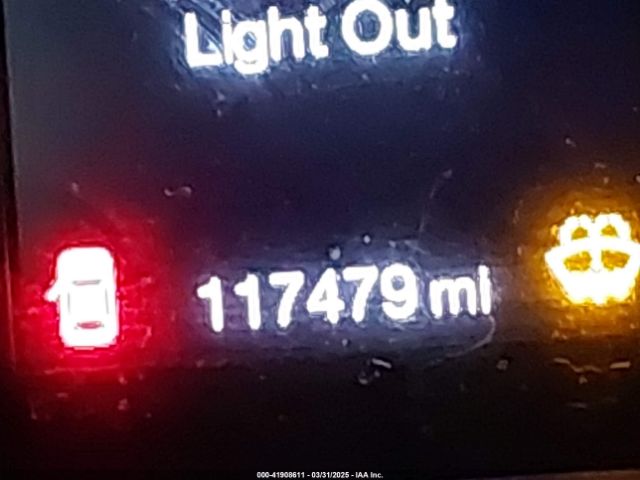 Light Out
117479 mi
000-41908611 - 03/31/2025 - IAA Inc.